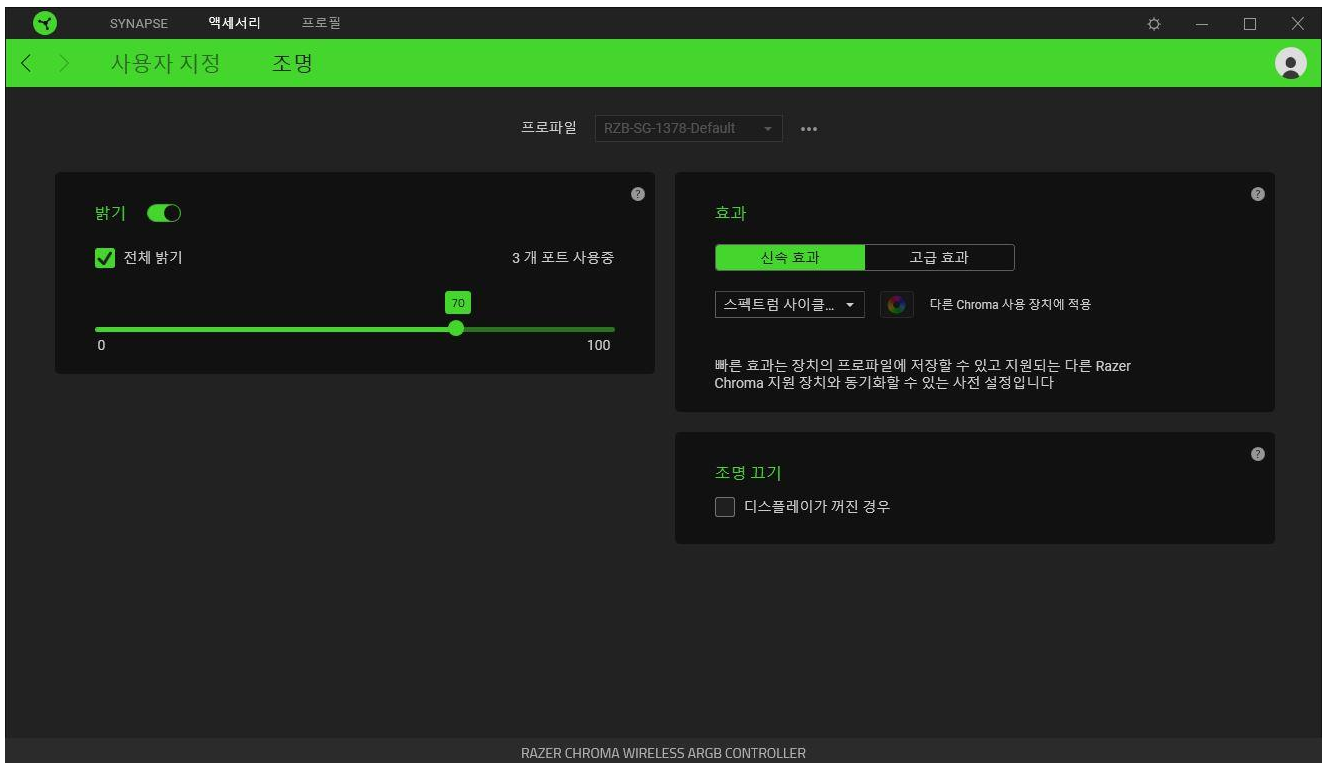 SYNAPSE 액세서리 프로필
사용자 지정 조명
프로파일 RZB-SG-1378-Default
밝기
전체 밝기 3 개 포트 사용중
70
0 100
효과
신속 효과 고급 효과
스펙트럼 사이클... 다른 Chroma 사용 장치에 적용
빠른 효과는 장치의 프로파일에 저장할 수 있고 지원되는 다른 Razer
Chroma 지원 장치와 동기화할 수 있는 사전 설정입니다
조명 끄기
디스플레이가 꺼진 경우
RAZER CHROMA WIRELESS ARGB CONTROLLER